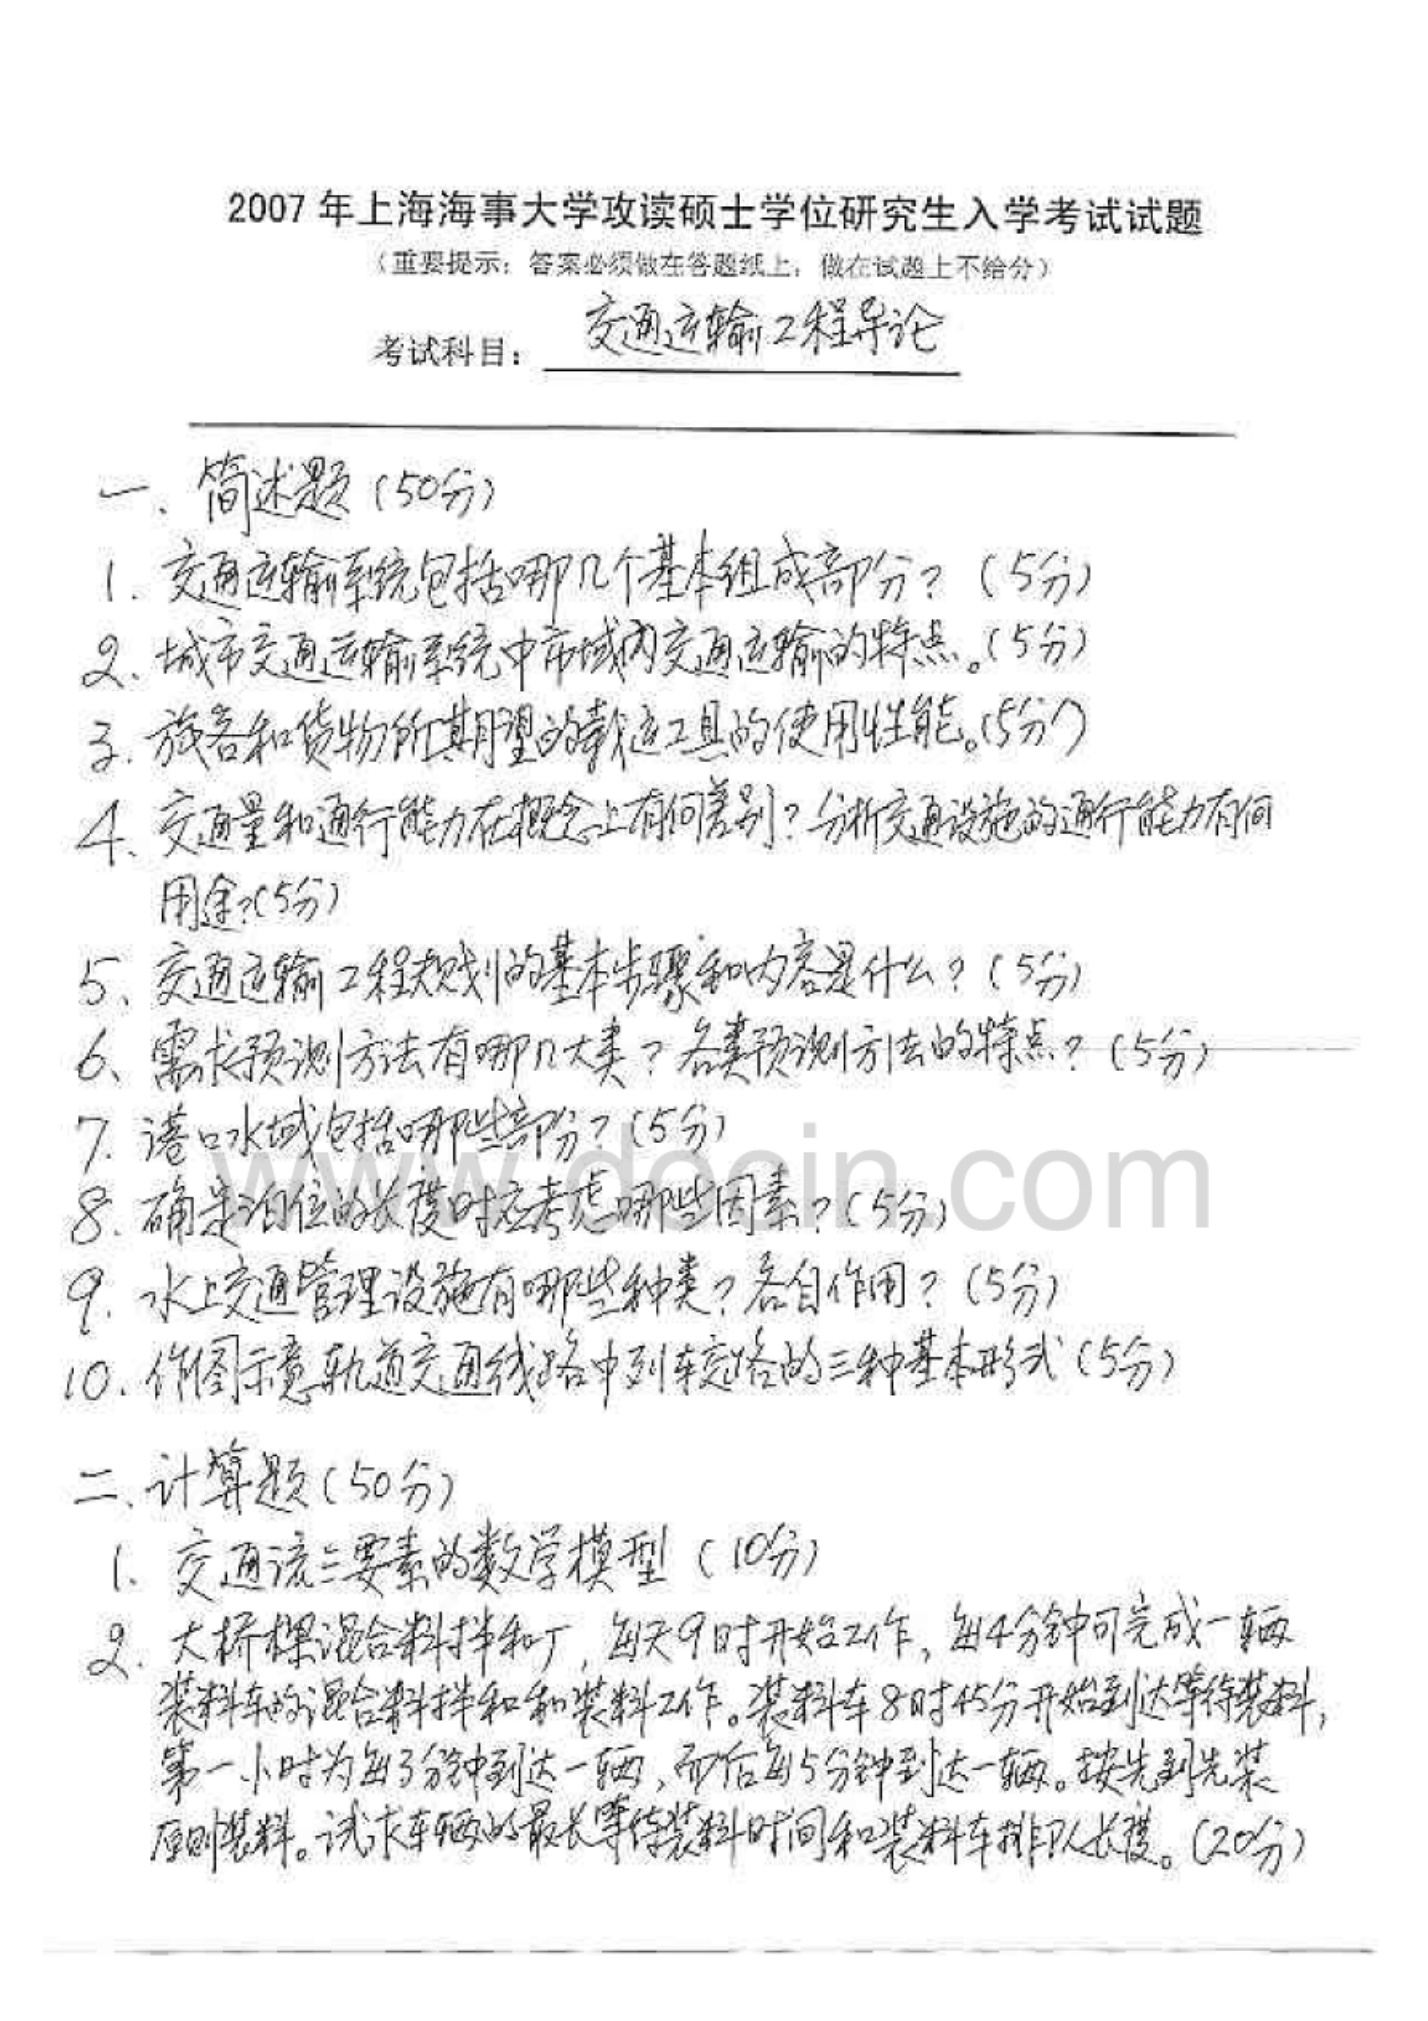 2007年上海海事大学攻读硕士学位研究生入学考试试题
（重要提示：答案必须做在答题纸上，做在试题上不给分）
考试科目：交通运输工程导论
一、简述题（50分）
1. 交通运输系统包括哪几个基本组成部分？（5分）
2. 城市交通运输系统中市域内交通运输的特点。（5分）
3. 旅客和货物所期望的载运工具的使用性能。（5分）
4. 交通量和通行能力在概念上有何差别？分析交通设施的通行能力有何
用途？（5分）
5、交通运输工程规划的基本步骤和内容是什么？（5分）
6、需求预测方法有哪几大类？各类预测方法的特点？（5分）
7. 港口水域包括哪些部分？（5分）
8. 确定泊位的长度时应考虑哪些因素？（5分）
9. 水上交通管理设施有哪些种类？各自作用？（5分）
10. 作图示意轨道交通线路中列车交路的三种基本形式（5分）
二、计算题（50分）
1. 交通流三要素的数学模型（10分）
2. 大桥梁混合料拌和厂，每天9时开始工作，每4分钟可完成一辆
装料车的混合料拌和和装料工作。装料车8时45分开始到达等待装料，
第一小时为每3分钟到达一辆，而后每5分钟到达一辆。按先到先装
原则装料。试求车辆的最长等待装料时间和装料车排队长度。（20分）
www.docin.com